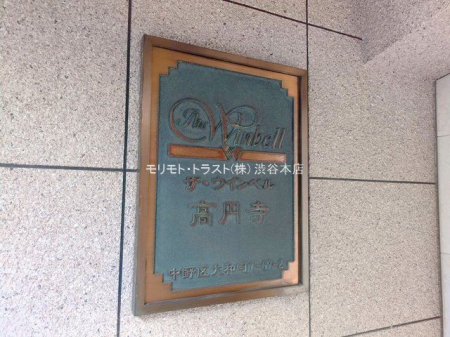 The Winbell
モリモト・トラスト(株) 渋谷本店
ザ・ウインベル
高円寺
中野区大和町